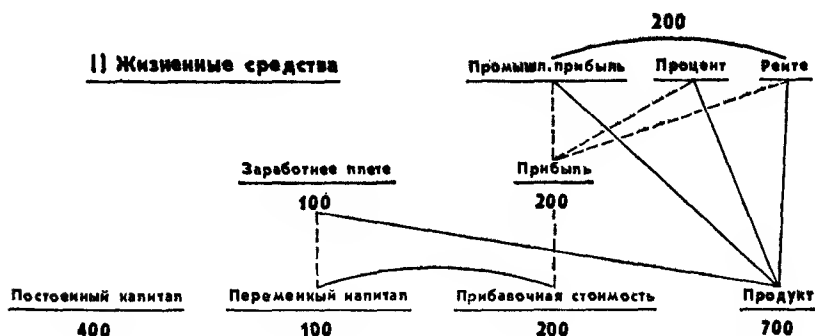 200
I) Жизненные средства
Промышл. прибыль Процент Рента
Заработная плата Прибыль
100 200
Постоянный капитал Переменный капитал Прибавочная стоимость Продукт
400 100 200 700